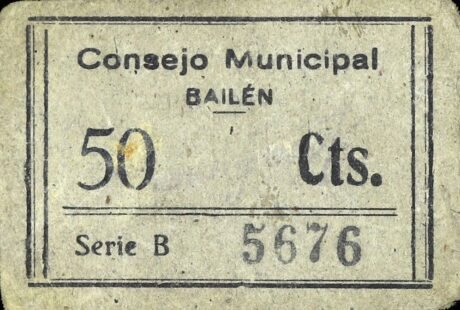 Consejo Municipal
BAILÉN
50 Cts.
Serie B 5676